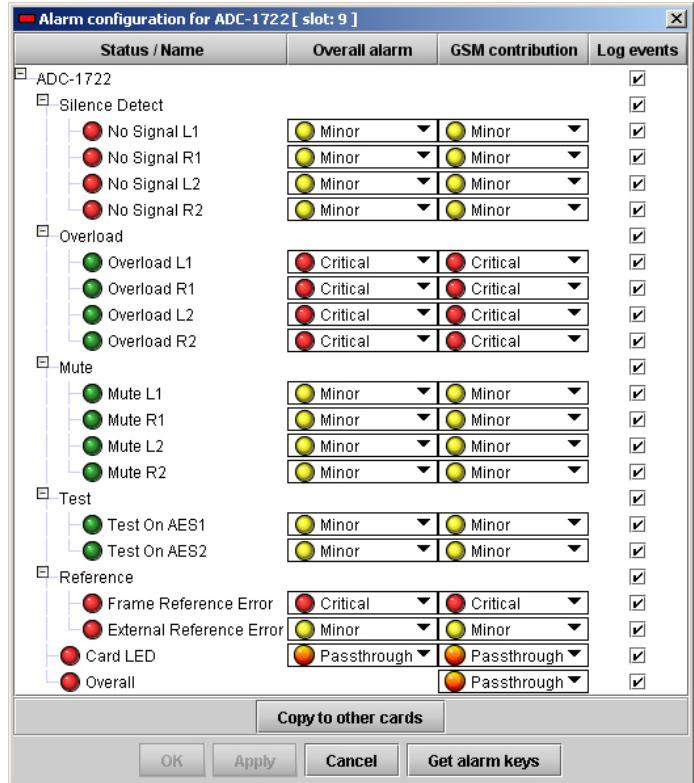 Alarm configuration for ADC-1722 [ slot: 9 ]
Status / Name Overall alarm GSM contribution Log events
ADC-1722
Silence Detect
No Signal L1 Minor Minor
No Signal R1 Minor Minor
No Signal L2 Minor Minor
No Signal R2 Minor Minor
Overload
Overload L1 Critical Critical
Overload R1 Critical Critical
Overload L2 Critical Critical
Overload R2 Critical Critical
Mute
Mute L1 Minor Minor
Mute R1 Minor Minor
Mute L2 Minor Minor
Mute R2 Minor Minor
Test
Test On AES1 Minor Minor
Test On AES2 Minor Minor
Reference
Frame Reference Error Critical Critical
External Reference Error Minor Minor
Card LED Passthrough Passthrough
Overall Passthrough
Copy to other cards
OK Apply Cancel Get alarm keys